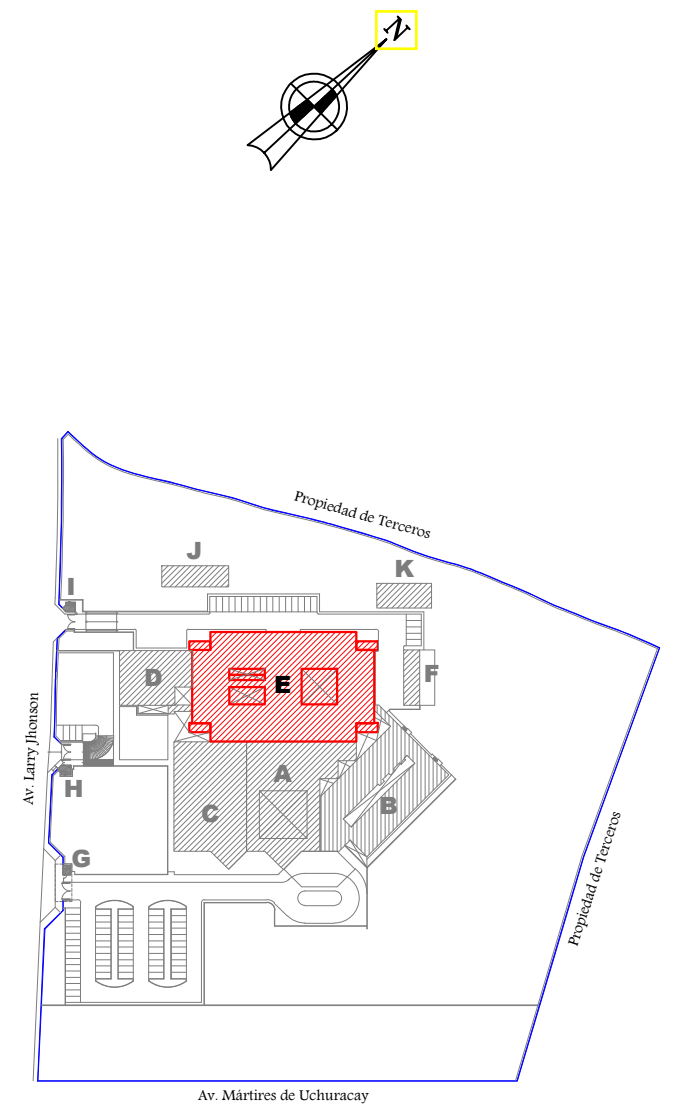 N
Propiedad de Terceros
J
K
I
D
E
F
Av. Larry Jhonson
A
H
B
C
G
Propiedad de Terceros
Av. Mártires de Uchuracay